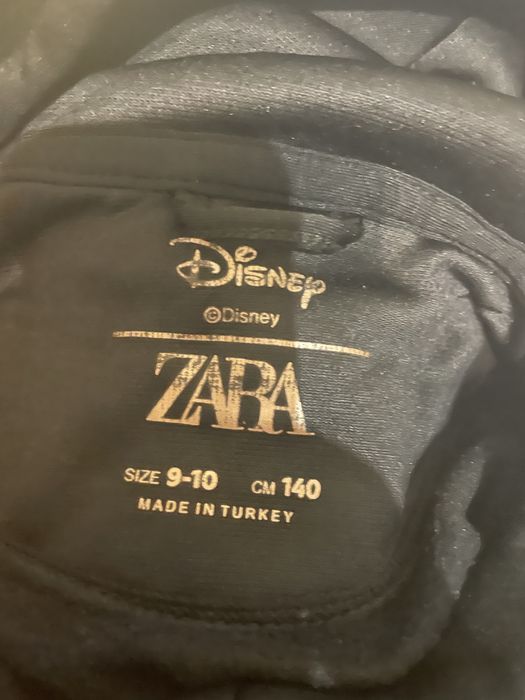 Disney
©Disney
ZARA
SIZE 9-10 CM 140
MADE IN TURKEY